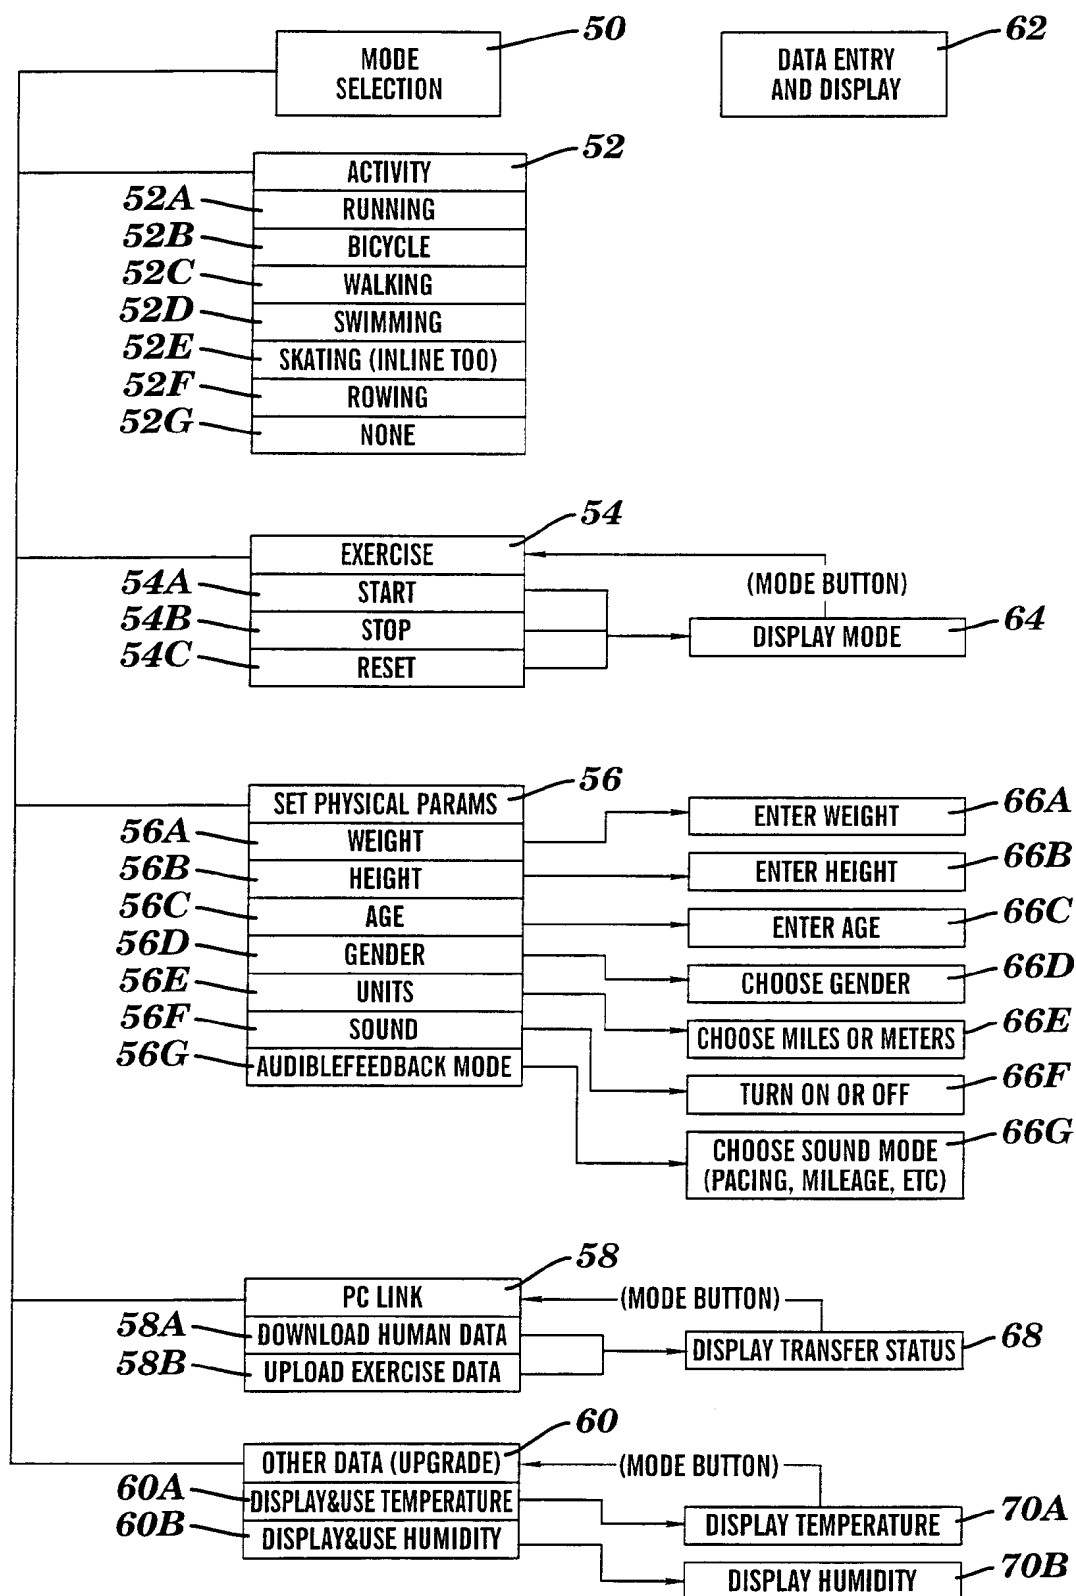 50
MODE
SELECTION
62
DATA ENTRY
AND DISPLAY
52
ACTIVITY
52A
RUNNING
52B
BICYCLE
52C
WALKING
52D
SWIMMING
52E
SKATING (INLINE TOO)
52F
ROWING
52G
NONE
54
EXERCISE
(MODE BUTTON)
54A
START
54B
STOP
54C
RESET
64
DISPLAY MODE
56
SET PHYSICAL PARAMS
56A
WEIGHT
56B
HEIGHT
56C
AGE
56D
GENDER
56E
UNITS
56F
SOUND
56G
AUDIBLEFEEDBACK MODE
66A
ENTER WEIGHT
66B
ENTER HEIGHT
66C
ENTER AGE
66D
CHOOSE GENDER
66E
CHOOSE MILES OR METERS
66F
TURN ON OR OFF
66G
CHOOSE SOUND MODE
(PACING, MILEAGE, ETC)
58
PC LINK
(MODE BUTTON)
58A
DOWNLOAD HUMAN DATA
58B
UPLOAD EXERCISE DATA
68
DISPLAY TRANSFER STATUS
60
OTHER DATA (UPGRADE)
(MODE BUTTON)
60A
DISPLAY&USE TEMPERATURE
60B
DISPLAY&USE HUMIDITY
70A
DISPLAY TEMPERATURE
70B
DISPLAY HUMIDITY